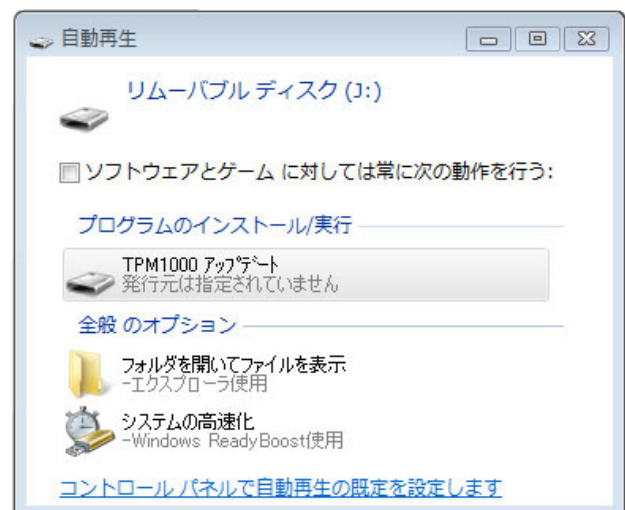 自動再生
リムーバブル ディスク (J:)
ソフトウェアとゲーム に対しては常に次の動作を行う:
プログラムのインストール/実行
TPM1000 アップデート
発行元は指定されていません
全般 のオプション
フォルダを開いてファイルを表示
-エクスプローラ使用
システムの高速化
-Windows ReadyBoost使用
コントロール パネルで自動再生の既定を設定します